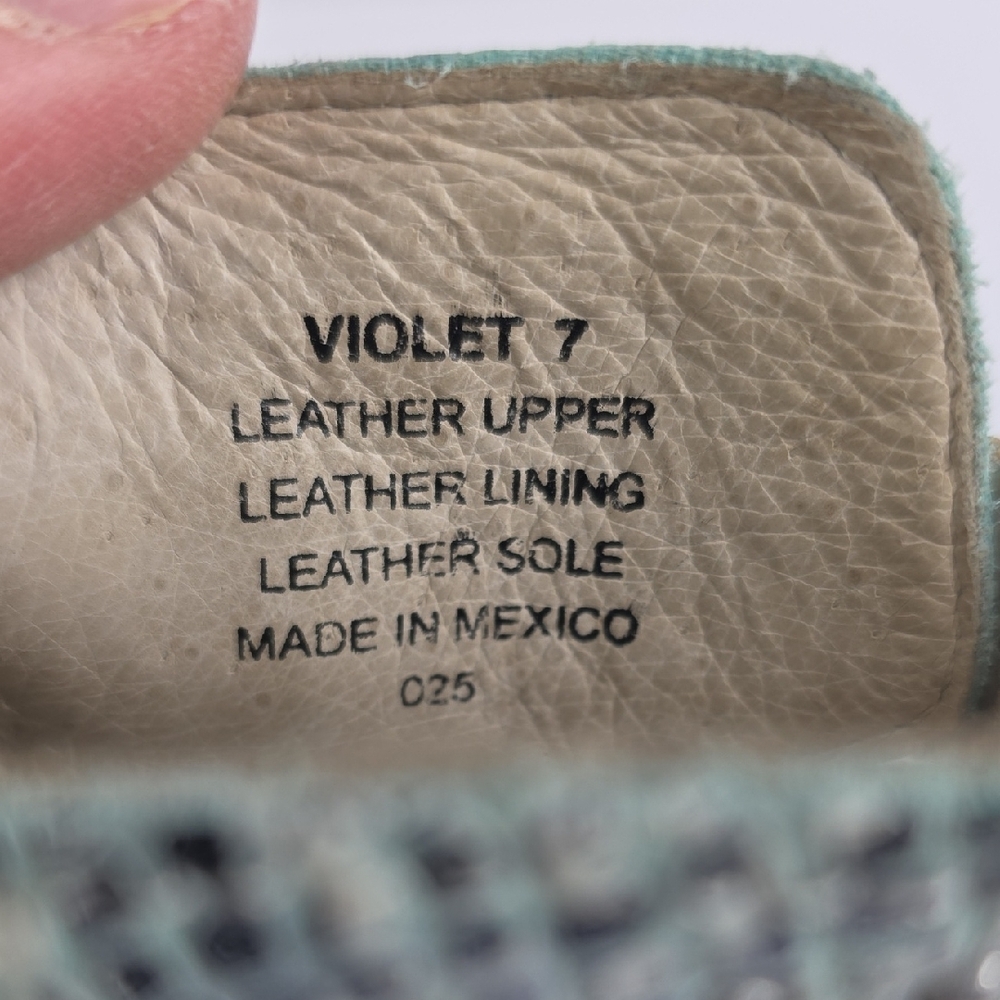 VIOLET 7
LEATHER UPPER
LEATHER LINING
LEATHER SOLE
MADE IN MEXICO
025